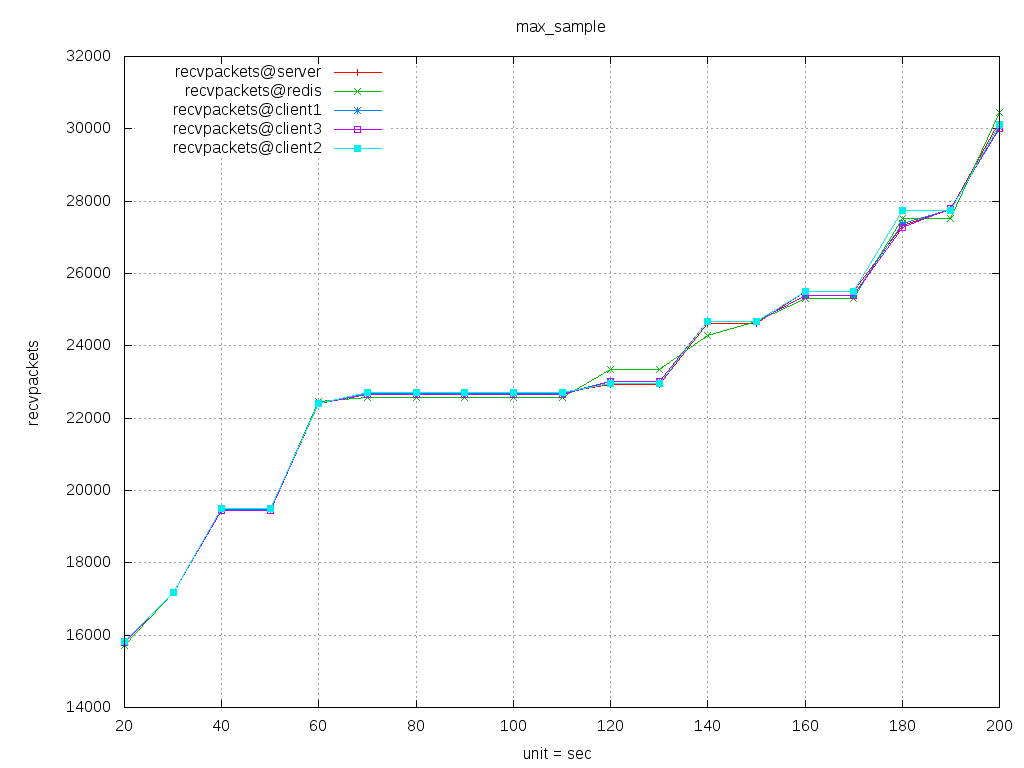 max_sample
32000
30000
28000
26000
24000
22000
20000
18000
16000
14000
recvpackets
recvpackets@server
recvpackets@redis
recvpackets@client1
recvpackets@client3
recvpackets@client2
20 40 60 80 100 120 140 160 180 200
unit = sec